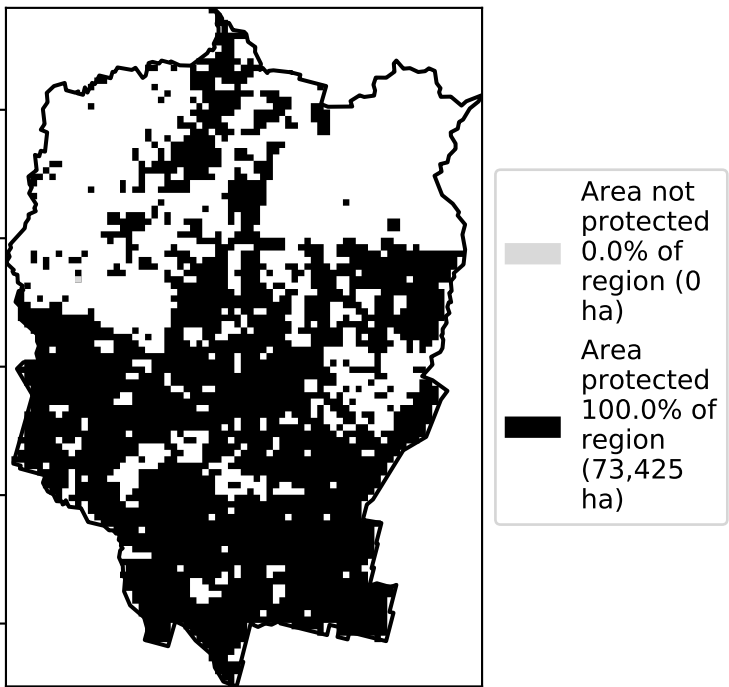 Area not
protected
0.0% of
region (0
ha)
Area
protected
100.0% of
region
(73,425
ha)